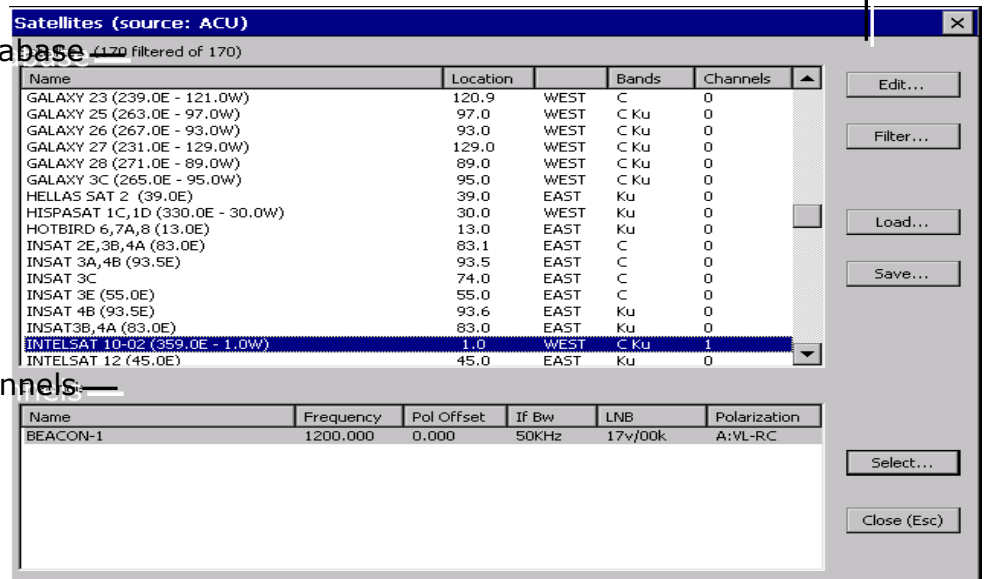 Satellites (source: ACU)
abase
(170 filtered of 170)
Name Location Bands Channels
GALAXY 23 (239.0E - 121.0W) 120.9 WEST C 0
GALAXY 25 (263.0E - 97.0W) 97.0 WEST C Ku 0
GALAXY 26 (267.0E - 93.0W) 93.0 WEST C Ku 0
GALAXY 27 (231.0E - 129.0W) 129.0 WEST C Ku 0
GALAXY 28 (271.0E - 89.0W) 89.0 WEST C Ku 0
GALAXY 3C (265.0E - 95.0W) 95.0 WEST C Ku 0
HELLAS SAT 2 (39.0E) 39.0 EAST Ku 0
HISPASAT 1C,1D (330.0E - 30.0W) 30.0 WEST Ku 0
HOTBIRD 6,7A,8 (13.0E) 13.0 EAST Ku 0
INSAT 2E,3B,4A (83.0E) 83.1 EAST C 0
INSAT 3A,4B (93.5E) 93.5 EAST C 0
INSAT 3C 74.0 EAST C 0
INSAT 3E (55.0E) 55.0 EAST C 0
INSAT 4B (93.5E) 93.6 EAST Ku 0
INSAT3B,4A (83.0E) 83.0 EAST Ku 0
INTELSAT 10-02 (359.0E - 1.0W) 1.0 WEST C Ku 1
INTELSAT 12 (45.0E) 45.0 EAST Ku 0
Edit...
Filter...
Load...
Save...
nnels
Name Frequency Pol Offset If Bw LNB Polarization
BEACON-1 1200.000 0.000 50KHz 17v/00k A:VL-RC
Select...
Close (Esc)